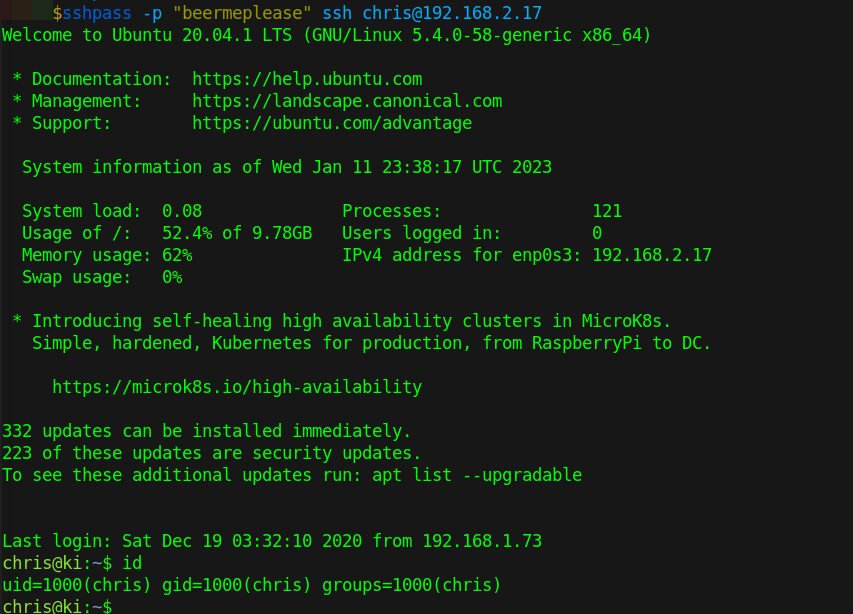 $sshpass -p "beermeplease" ssh chris@192.168.2.17
Welcome to Ubuntu 20.04.1 LTS (GNU/Linux 5.4.0-58-generic x86_64)
* Documentation:  https://help.ubuntu.com
* Management:     https://landscape.canonical.com
* Support:        https://ubuntu.com/advantage
System information as of Wed Jan 11 23:38:17 UTC 2023
System load:  0.08              Processes:               121
Usage of /:   52.4% of 9.78GB   Users logged in:         0
Memory usage: 62%               IPv4 address for enp0s3: 192.168.2.17
Swap usage:   0%
* Introducing self-healing high availability clusters in MicroK8s.
Simple, hardened, Kubernetes for production, from RaspberryPi to DC.
https://microk8s.io/high-availability
332 updates can be installed immediately.
223 of these updates are security updates.
To see these additional updates run: apt list --upgradable
Last login: Sat Dec 19 03:32:10 2020 from 192.168.1.73
chris@ki:~$ id
uid=1000(chris) gid=1000(chris) groups=1000(chris)
chris@ki:~$